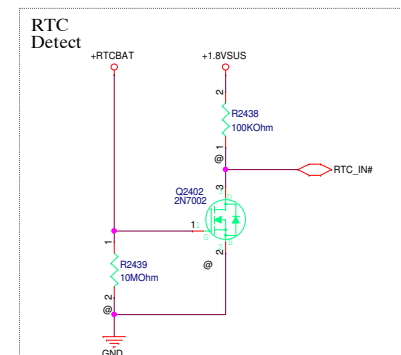 RTC
Detect
+RTCBAT
+1.8VSUS
2
R2438
100KOhm
1
@
RTC_IN#
Q2402
2N7002
3
D
1
1
G
S
2
@
1
R2439
10MOhm
2
@
GND